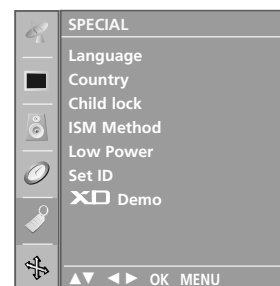 SPECIAL
Language
Country
Child lock
ISM Method
Low Power
Set ID
XD Demo
▲▼ ◄► OK MENU